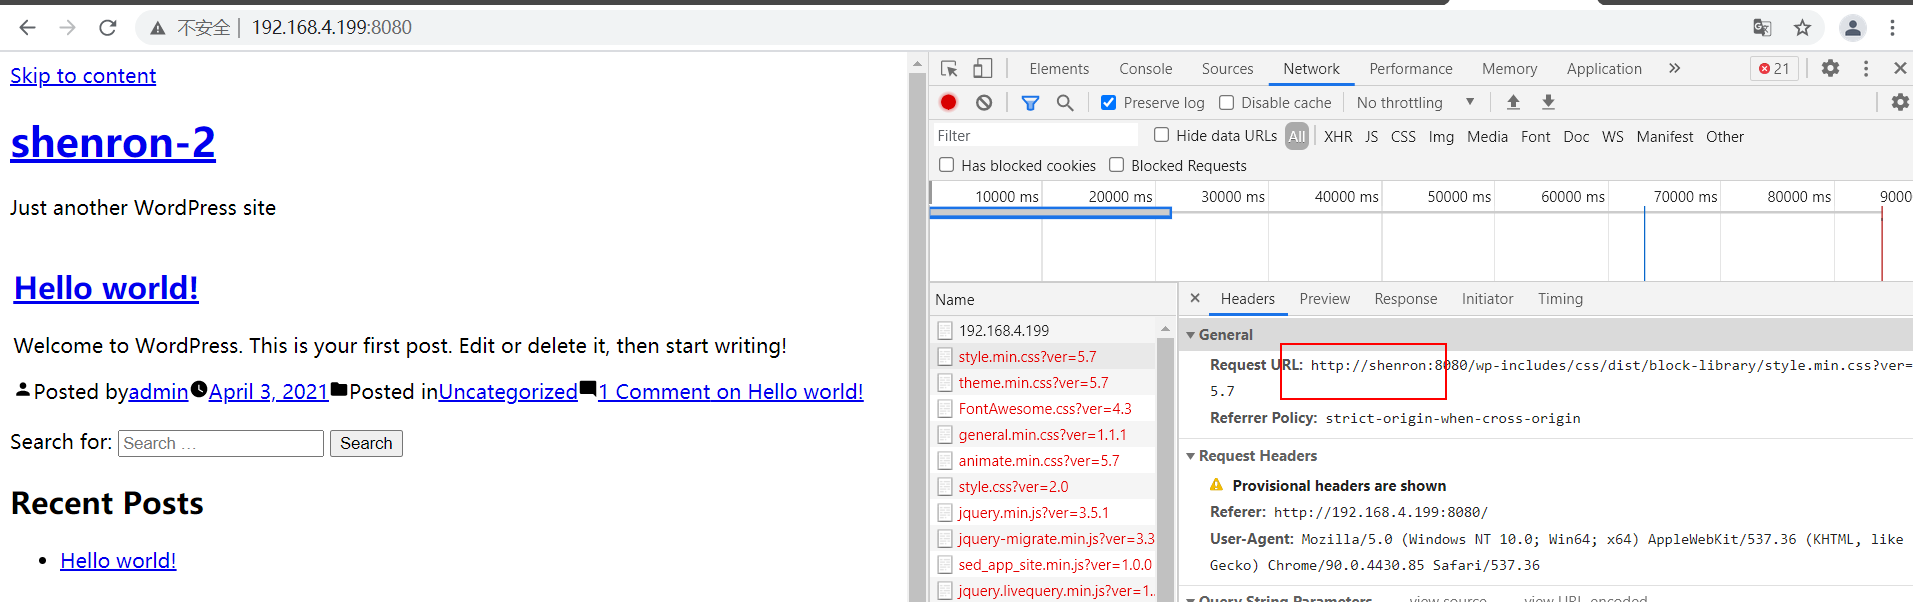 不安全 | 192.168.4.199:8080
Skip to content
shenron-2
Just another WordPress site
Hello world!
Welcome to WordPress. This is your first post. Edit or delete it, then start writing!
Posted byadminApril 3, 2021Posted inUncategorized1 Comment on Hello world!
Search for: Search … Search
Recent Posts
• Hello world!
Elements Console Sources Network Performance Memory Application » 21
Preserve log Disable cache No throttling
Filter Hide data URLs All XHR JS CSS Img Media Font Doc WS Manifest Other
Has blocked cookies Blocked Requests
10000 ms 20000 ms 30000 ms 40000 ms 50000 ms 60000 ms 70000 ms 80000 ms 9000
Name
192.168.4.199
style.min.css?ver=5.7
theme.min.css?ver=5.7
FontAwesome.css?ver=4.3
general.min.css?ver=1.1.1
animate.min.css?ver=5.7
style.css?ver=2.0
jquery.min.js?ver=3.5.1
jquery-migrate.min.js?ver=3.3
sed_app_site.min.js?ver=1.0.0
jquery.livequery.min.js?ver=1..
× Headers Preview Response Initiator Timing
General
Request URL: http://shenron:8080/wp-includes/css/dist/block-library/style.min.css?ver=
5.7
Referrer Policy: strict-origin-when-cross-origin
Request Headers
Provisional headers are shown
Referer: http://192.168.4.199:8080/
User-Agent: Mozilla/5.0 (Windows NT 10.0; Win64; x64) AppleWebKit/537.36 (KHTML, like
Gecko) Chrome/90.0.4430.85 Safari/537.36
Query String Parameters view source view URL encoded